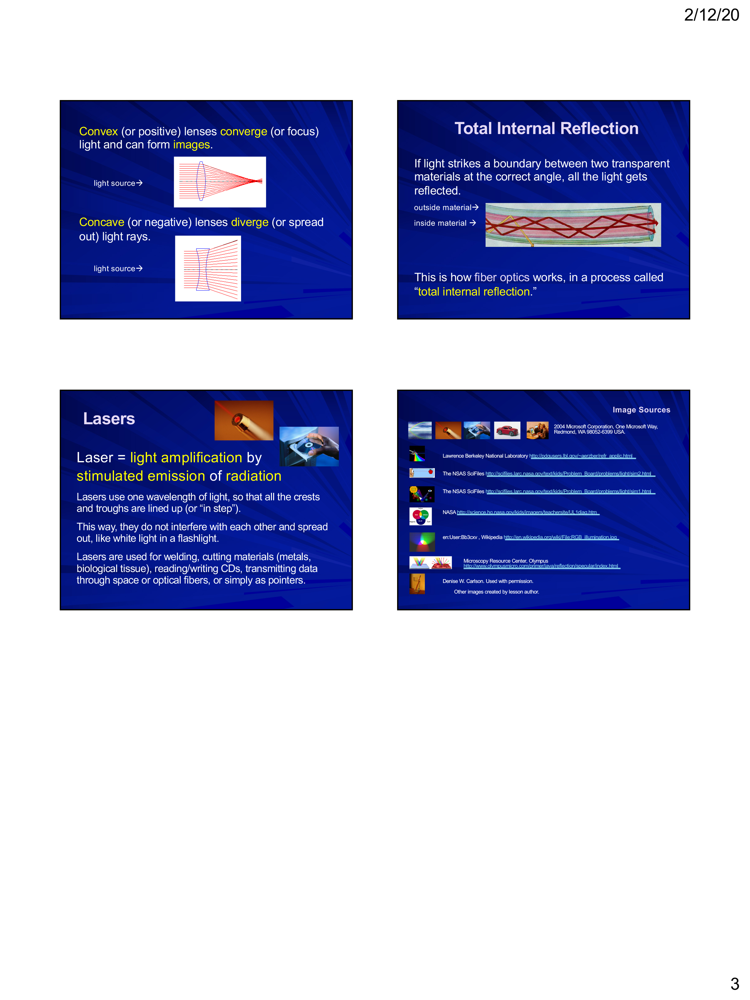 2/12/20
Convex (or positive) lenses converge (or focus)
light and can form images.
light source→
Concave (or negative) lenses diverge (or spread
out) light rays.
light source→
Total Internal Reflection
If light strikes a boundary between two transparent
materials at the correct angle, all the light gets
reflected.
outside material→
inside material →
This is how fiber optics works, in a process called
“total internal reflection.”
Lasers
Laser = light amplification by
stimulated emission of radiation
Lasers use one wavelength of light, so that all the crests
and troughs are lined up (or “in step”).
This way, they do not interfere with each other and spread
out, like white light in a flashlight.
Lasers are used for welding, cutting materials (metals,
biological tissue), reading/writing CDs, transmitting data
through space or optical fibers, or simply as pointers.
Image Sources
2004 Microsoft Corporation, One Microsoft Way,
Redmond, WA 98052-6399 USA.
Lawrence Berkeley National Laboratory http://pdgusers.lbl.gov/~aerzber/refr_applic.html
The NSAS SciFiles http://scifiles.larc.nasa.gov/text/kids/Problem_Board/problems/light/sim2.html
The NSAS SciFiles http://scifiles.larc.nasa.gov/text/kids/Problem_Board/problems/light/sim1.html
NASA http://science.hq.nasa.gov/kids/imagers/teachersite/UL1diag.htm
en:User:Bb3cxv , Wikipedia http://en.wikipedia.org/wiki/File:RGB_illumination.jpg
Microscopy Resource Center, Olympus
http://www.olympusmicro.com/primer/java/reflection/specular/index.html
Denise W. Carlson. Used with permission.
Other images created by lesson author.
3